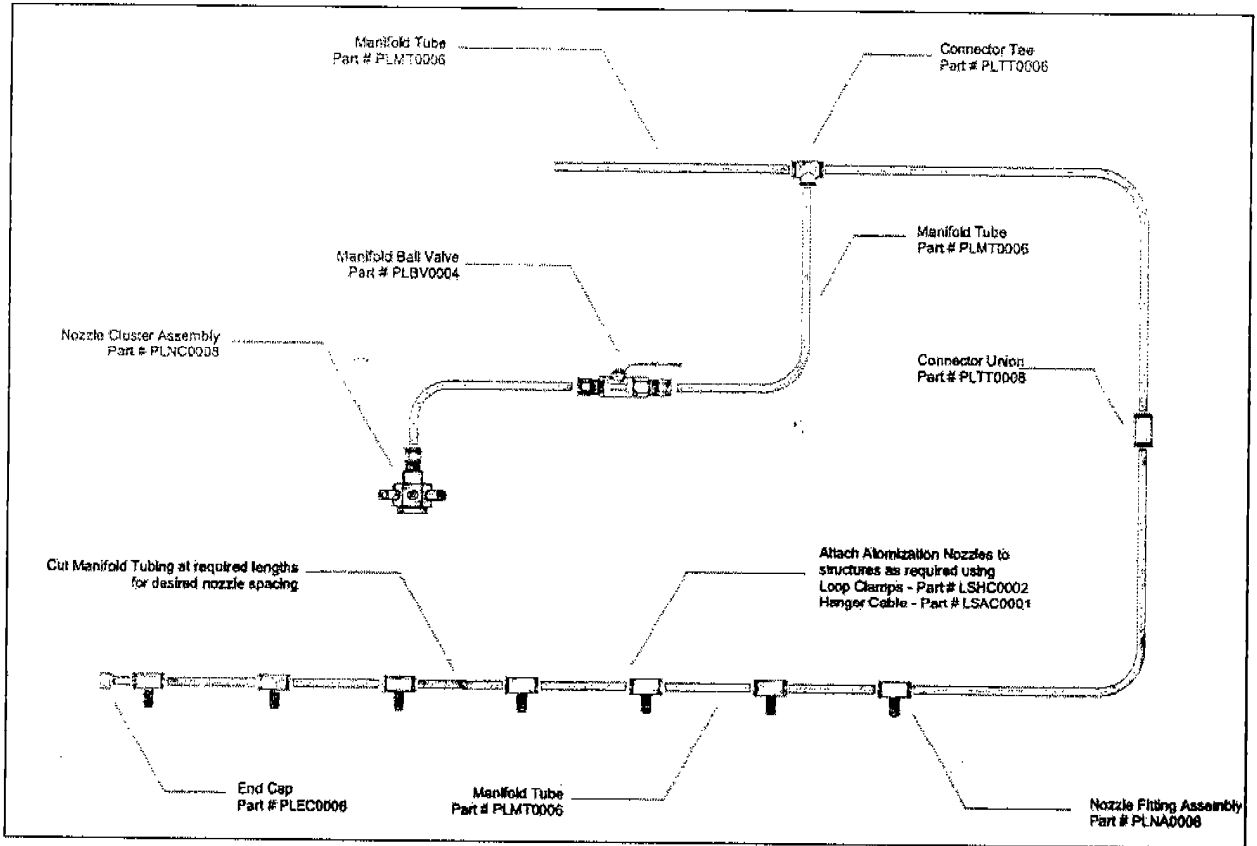 Manifold Tube
Part # PLMT0006
Connector Tee
Part # PLTT0006
Manifold Tube
Part # PLMT0006
Manifold Ball Valve
Part # PLBV0004
Nozzle Cluster Assembly
Part # PLNC0008
Connector Union
Part # PLTT0008
Cut Manifold Tubing at required lengths
for desired nozzle spacing
Attach Atomization Nozzles to
structures as required using
Loop Clamps - Part # LSHC0002
Hanger Cable - Part # LSAC0001
End Cap
Part # PLEC0006
Manifold Tube
Part # PLMT0006
Nozzle Fitting Assembly
Part # PLNA0006